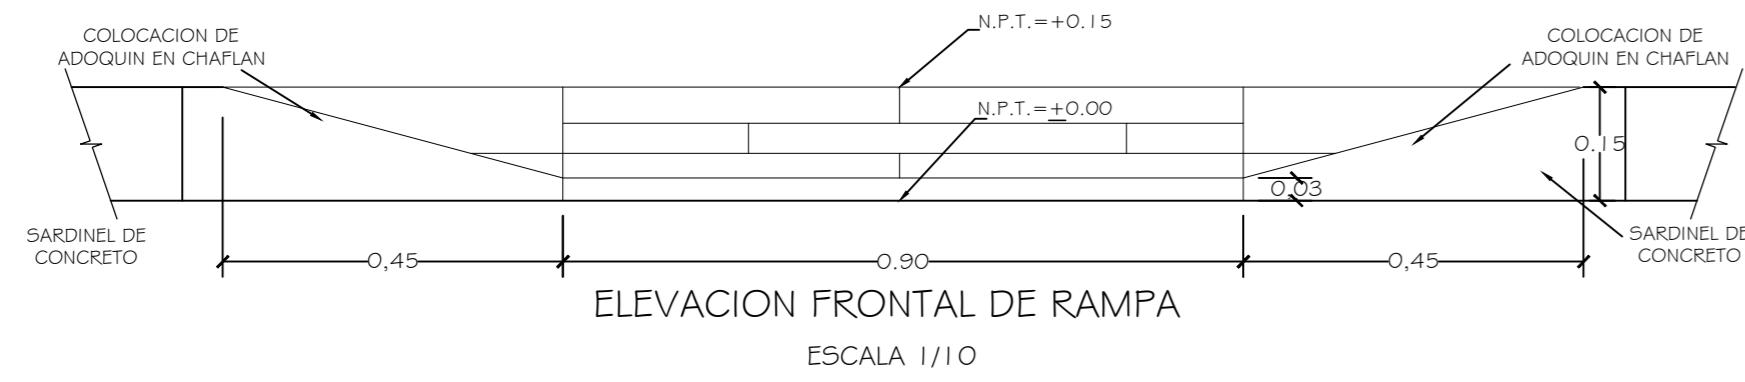 COLOCACION DE
ADOQUIN EN CHAFLAN
N.P.T.=+0.15
COLOCACION DE
ADOQUIN EN CHAFLAN
N.P.T.=+0.00
0.15
0,03
SARDINEL DE
CONCRETO
SARDINEL DE
CONCRETO
0,45
0.90
0,45
ELEVACION FRONTAL DE RAMPA
ESCALA 1/10